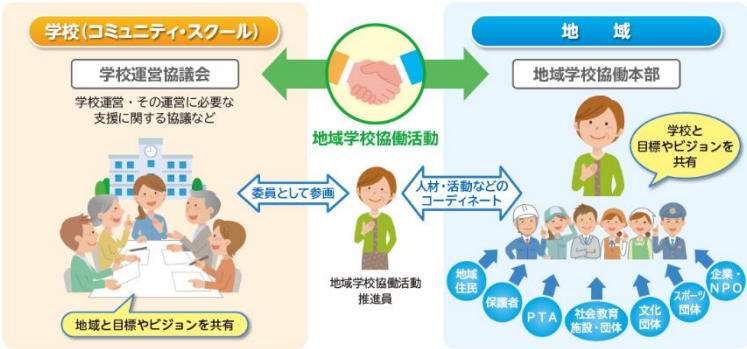 学校(コミュニティ・スクール)
学校運営協議会
学校運営・その運営に必要な
支援に関する協議など
地域と目標やビジョンを共有
地域学校協働活動
委員として参画
人材・活動などの
コーディネート
地域学校協働活動
推進員
地 域
地域学校協働本部
学校と
目標やビジョンを
共有
地域
住民
保護者
PTA
社会教育
施設・団体
文化
団体
スポーツ
団体
企業・
NPO